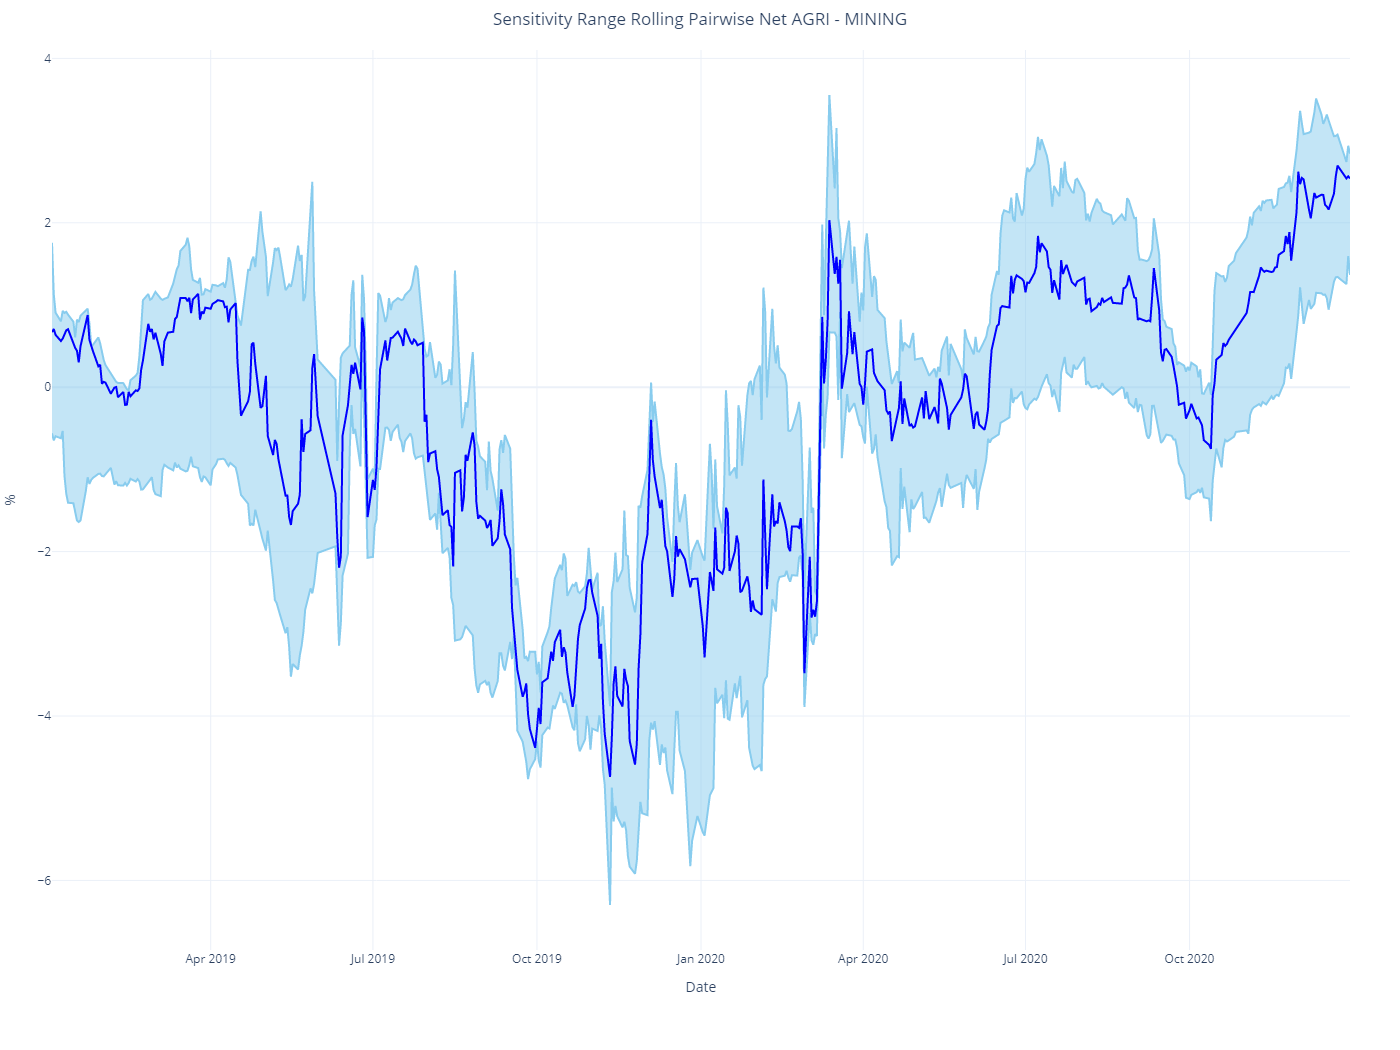 Sensitivity Range Rolling Pairwise Net AGRI - MINING
4
2
0
−2
−4
−6
%
Apr 2019
Jul 2019
Oct 2019
Jan 2020
Apr 2020
Jul 2020
Oct 2020
Date